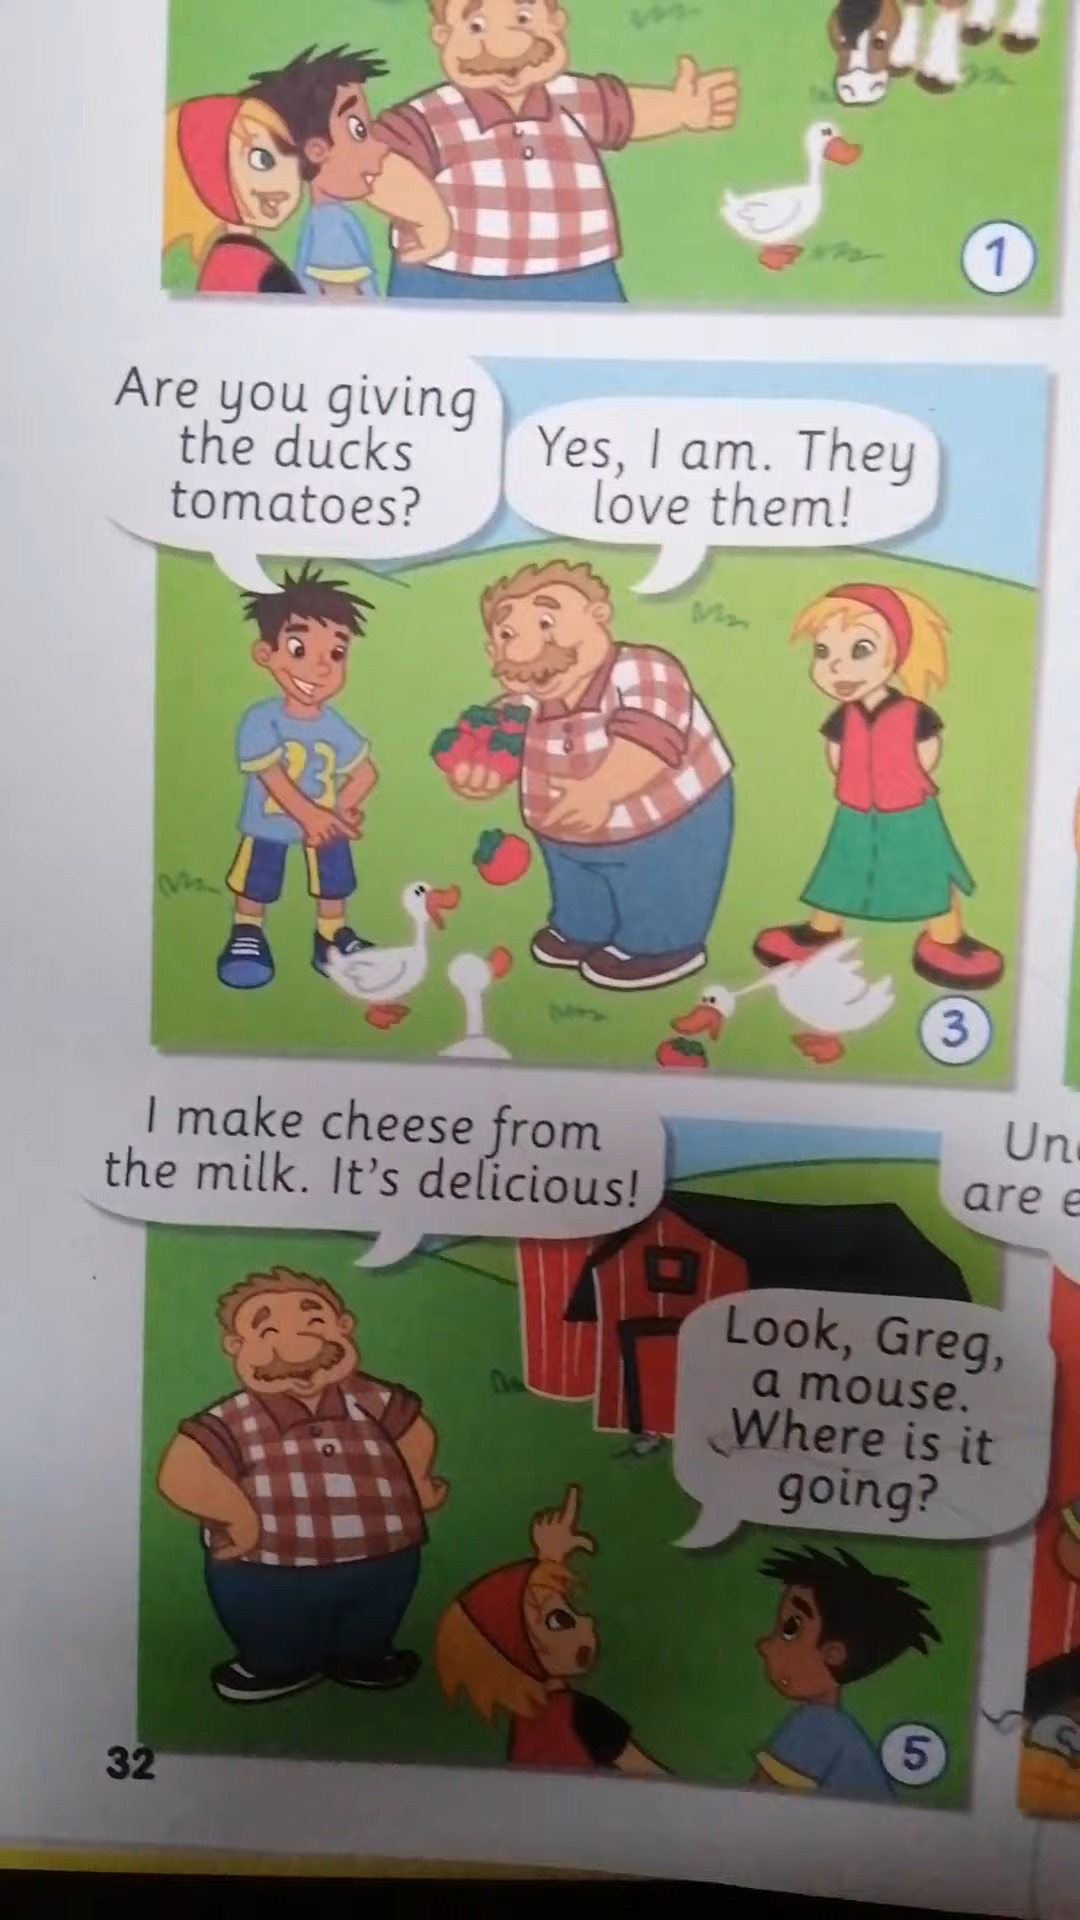 1
Are you giving
the ducks
tomatoes?
Yes, I am. They
love them!
23
3
I make cheese from
the milk. It's delicious!
Look, Greg,
a mouse.
Where is it
going?
are
5
32